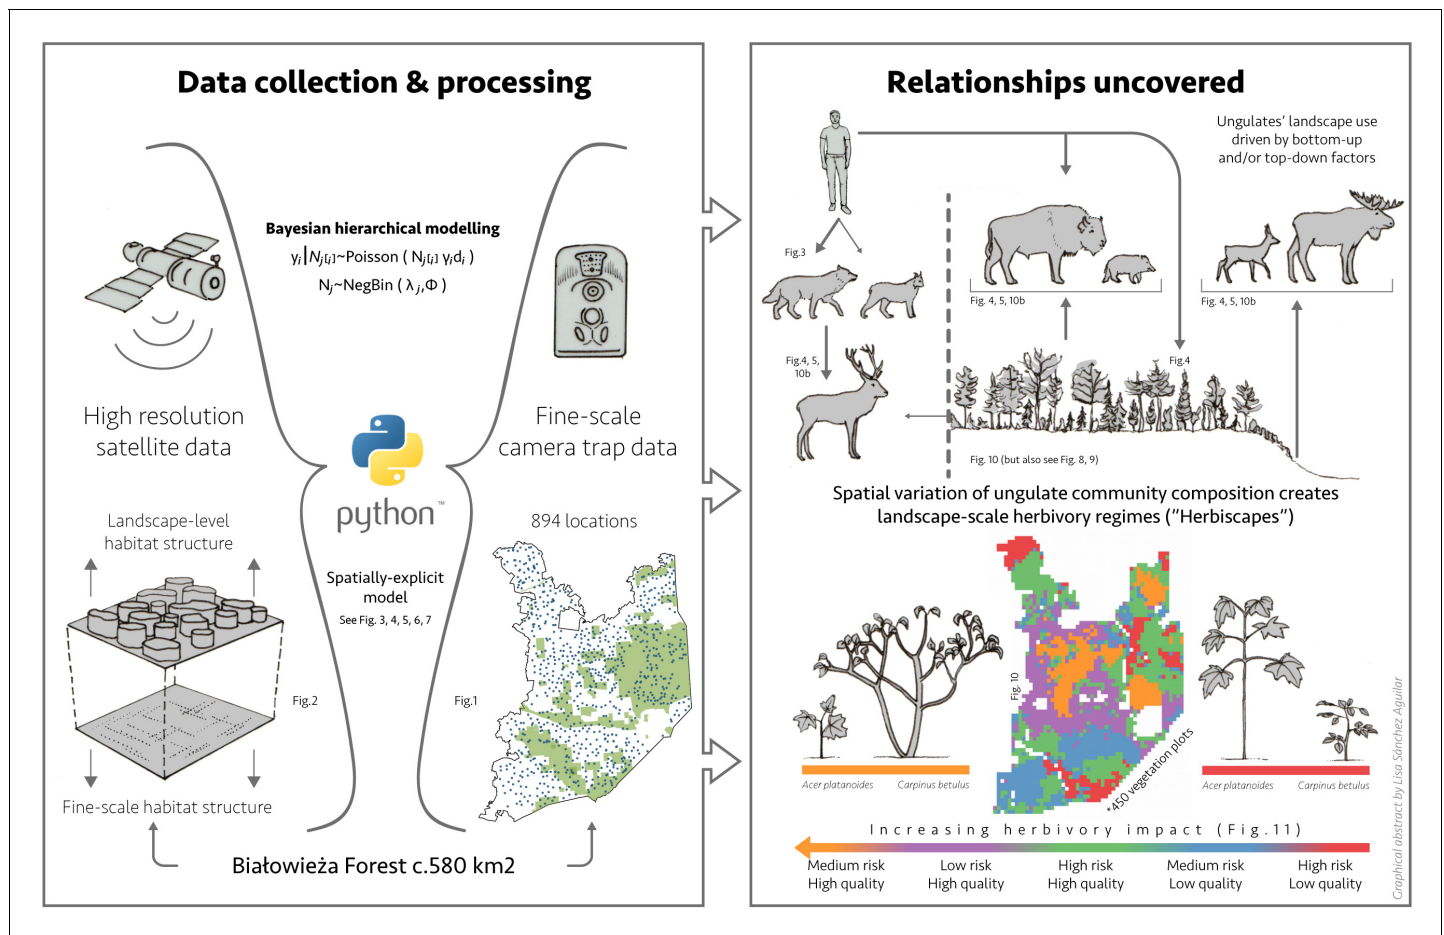 Data collection & processing
Bayesian hierarchical modelling
yᵢ|Nⱼ[ᵢ]~Poisson ( Nⱼ[ᵢ] γᵢdᵢ )
Nⱼ~NegBin ( λ ⱼ,Φ )
High resolution
satellite data
Fine-scale
camera trap data
python™
Landscape-level
habitat structure
894 locations
Spatially-explicit
model
See Fig. 3, 4, 5, 6, 7
Fig.2
Fig.1
Fine-scale habitat structure
Białowieża Forest c.580 km2
Relationships uncovered
Ungulates’ landscape use
driven by bottom-up
and/or top-down factors
Fig.3
Fig. 4, 5, 10b
Fig. 4, 5, 10b
Fig.4, 5,
10b
Fig.4
Fig. 10 (but also see Fig. 8, 9)
Spatial variation of ungulate community composition creates
landscape-scale herbivory regimes (”Herbiscapes”)
Fig. 10
*450 vegetation plots
Acer platanoides
Carpinus betulus
Acer platanoides
Carpinus betulus
Increasing herbivory impact (Fig.11)
Medium risk
High quality
Low risk
High quality
High risk
High quality
Medium risk
Low quality
High risk
Low quality
Graphical abstract by Lisa Sánchez Aguilar